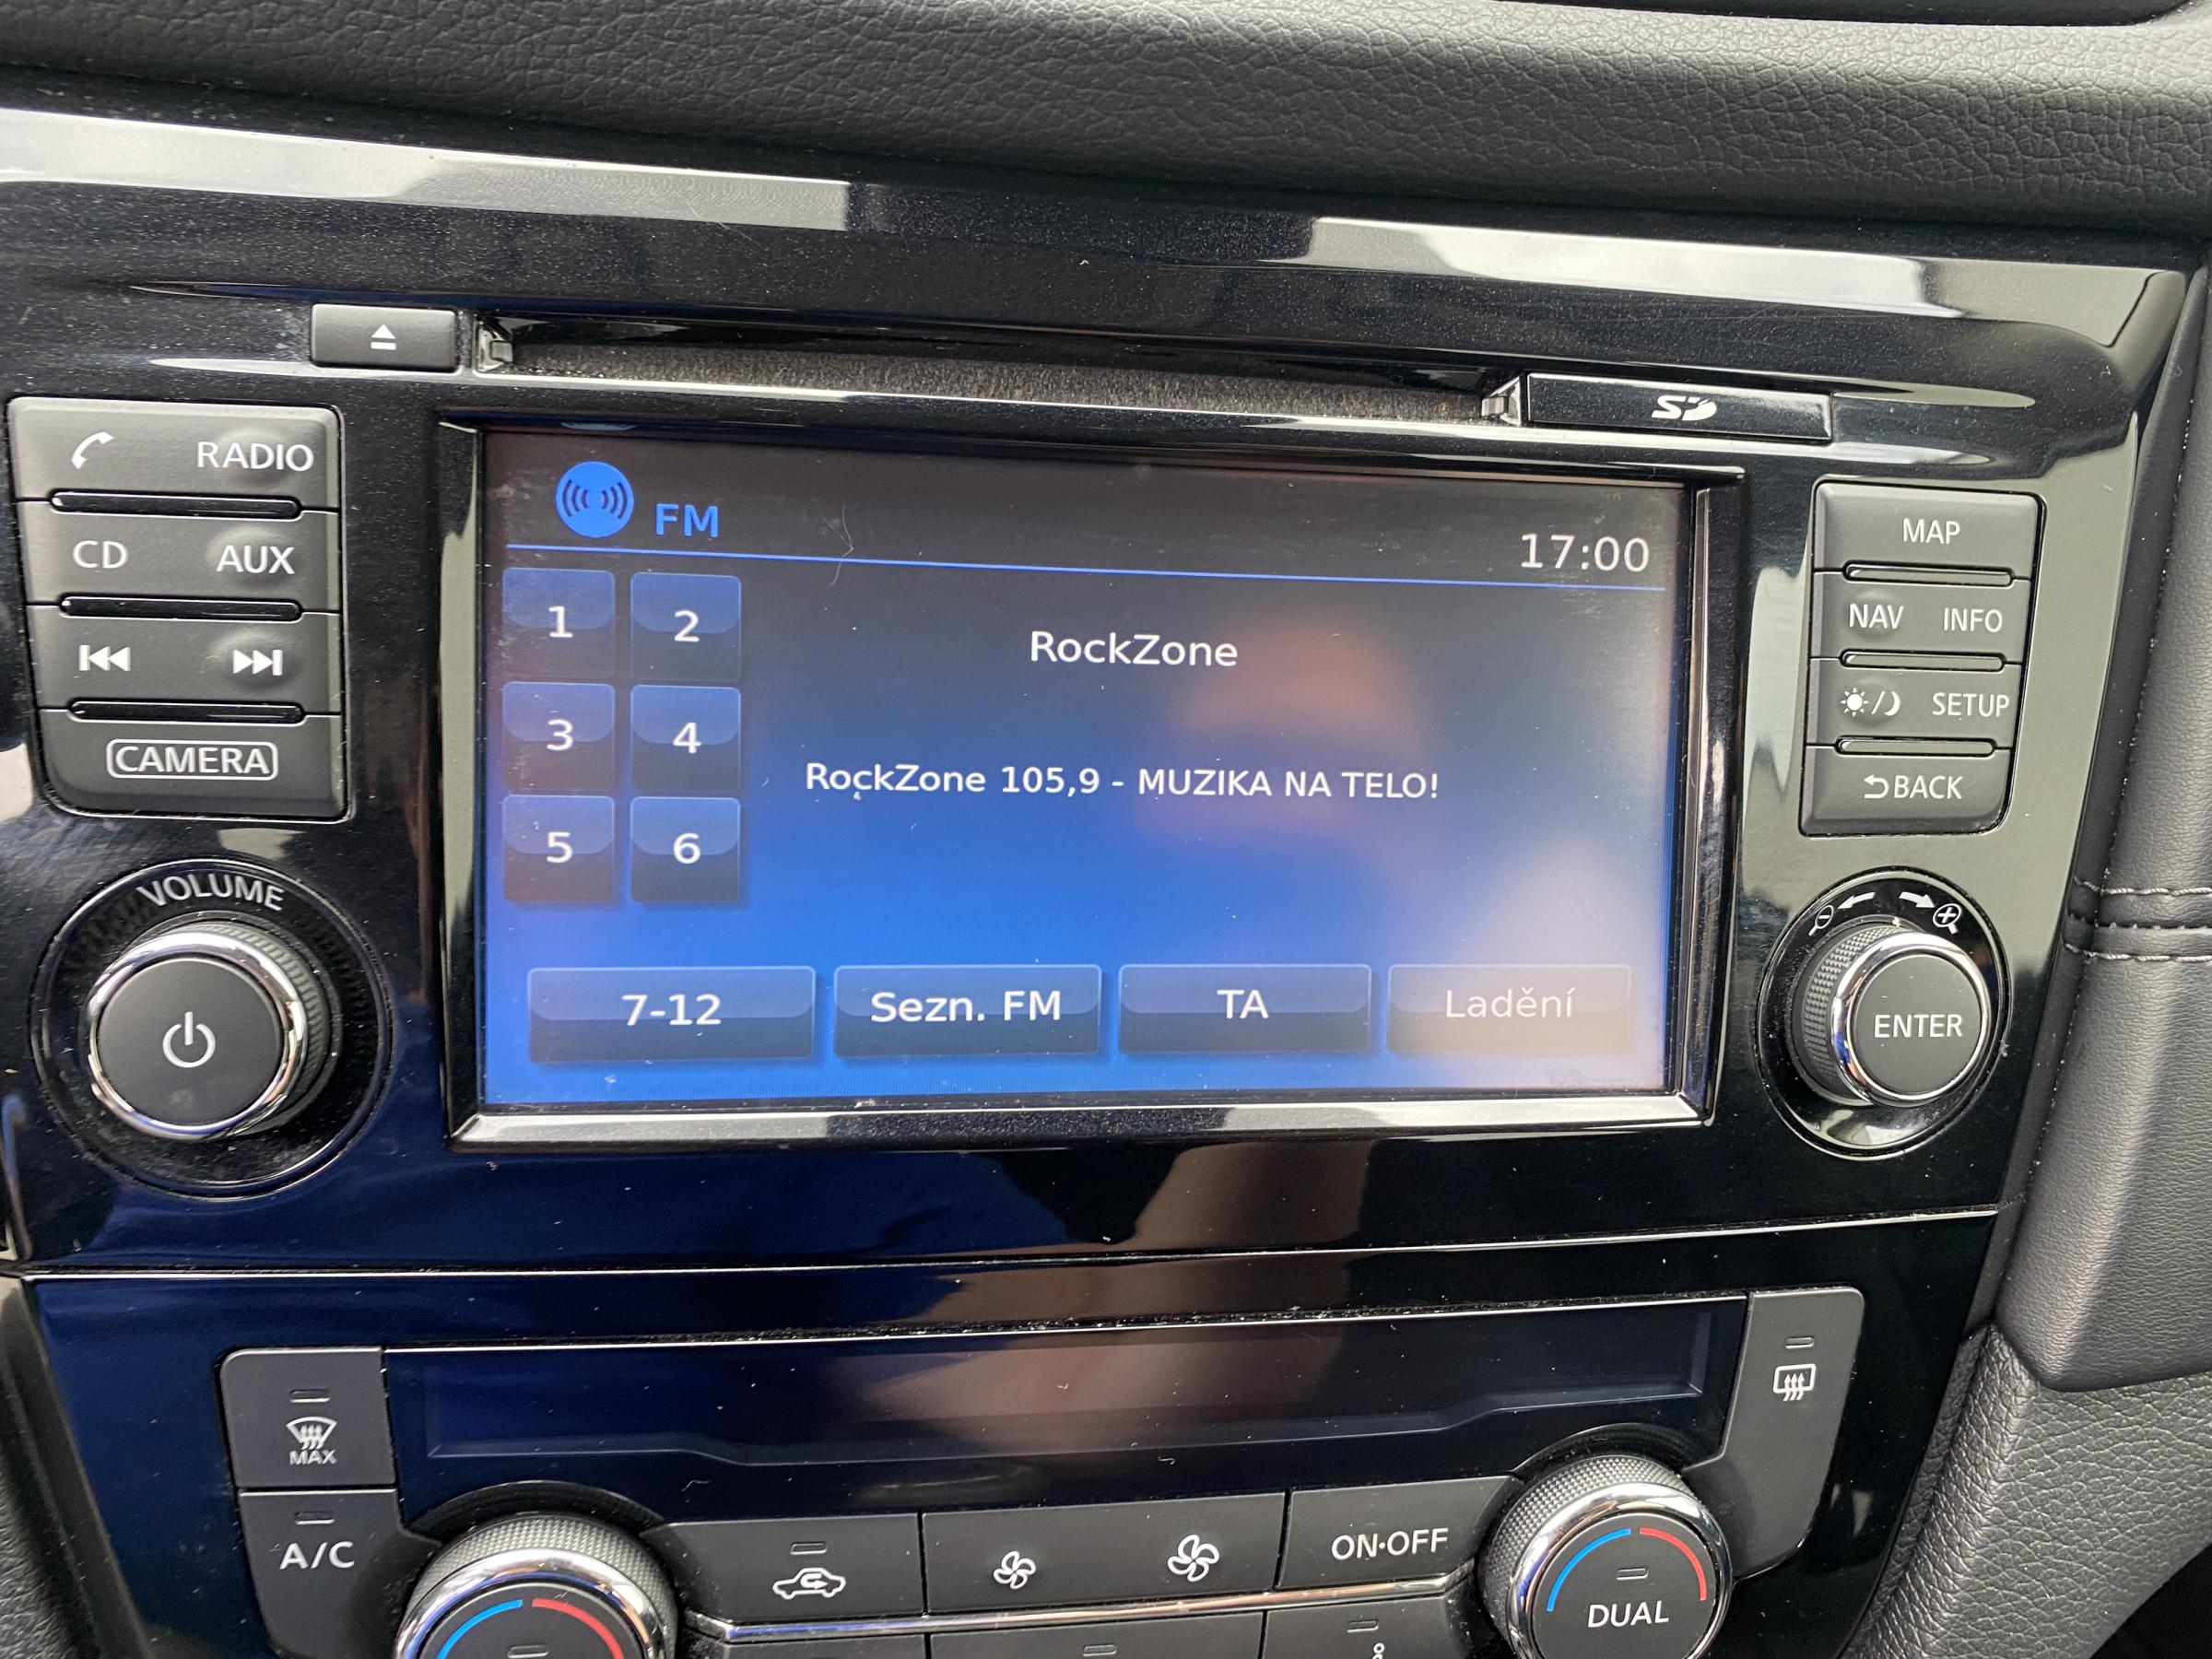 SD
RADIO
CD AUX
CAMERA
VOLUME
FM
17:00
1 2
3 4
5 6
RockZone
RockZone 105,9 - MUZIKA NA TELO!
7-12 Sezn. FM TA Ladění
MAP
NAV INFO
SETUP
BACK
ENTER
MAX
A/C
ON·OFF
DUAL